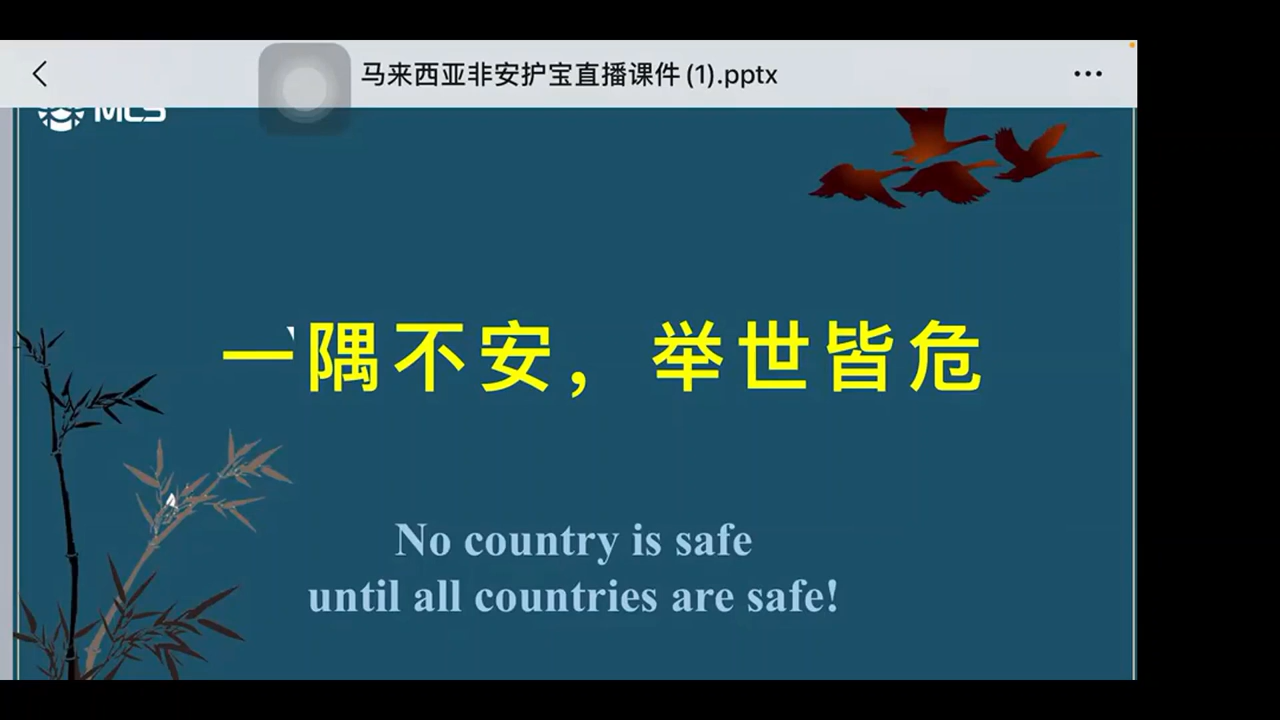 马来西亚非安护宝直播课件(1).pptx
MCS
一隅不安，举世皆危
No country is safe
until all countries are safe!